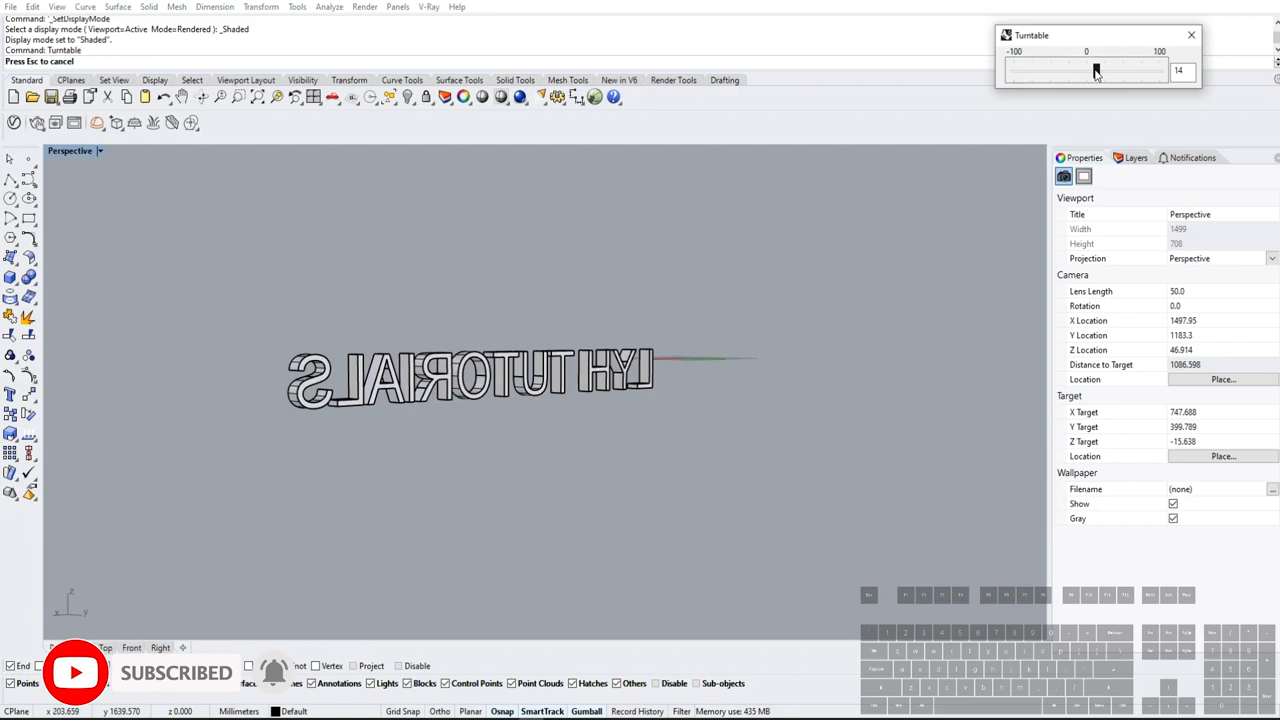 File Edit View Curve Surface Solid Mesh Dimension Transform Tools Analyze Render Panels V-Ray Help
Command: '_SetDisplayMode
Select a display mode ( Viewport=Active Mode=Rendered ): _Shaded
Display mode set to "Shaded".
Command: Turntable
Press Esc to cancel
Turntable
-100 0 100
14
Standard CPlanes Set View Display Select Viewport Layout Visibility Transform Curve Tools Surface Tools Solid Tools Mesh Tools New in V6 Render Tools Drafting
Perspective
LYH TUTORIALS
z
x y
Properties Layers Notifications
Viewport
Title Perspective
Width 1499
Height 708
Projection Perspective
Camera
Lens Length 50.0
Rotation 0.0
X Location 1497.95
Y Location 1183.3
Z Location 46.914
Distance to Target 1086.598
Location Place...
Target
X Target 747.688
Y Target 399.789
Z Target -15.638
Location Place...
Wallpaper
Filename (none) ...
Show
Gray
Top Front Right
End Vertex Project Disable
Points Annotations Lights Blocks Control Points Point Clouds Hatches Others Disable Sub-objects
SUBSCRIBED
CPlane x 203.659 y 1639.570 z 0.000 Millimeters Default Grid Snap Ortho Planar Osnap SmartTrack Gumball Record History Filter Memory use: 435 MB